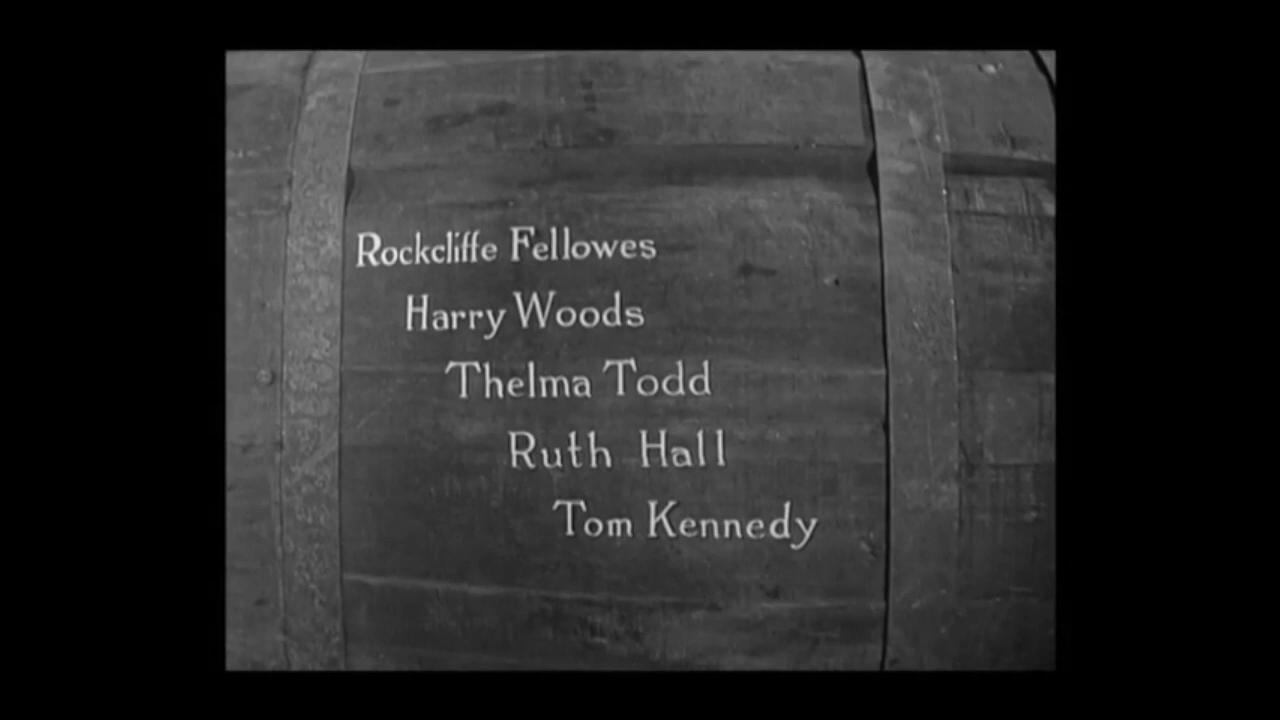 Rockcliffe Fellowes
Harry Woods
Thelma Todd
Ruth Hall
Tom Kennedy